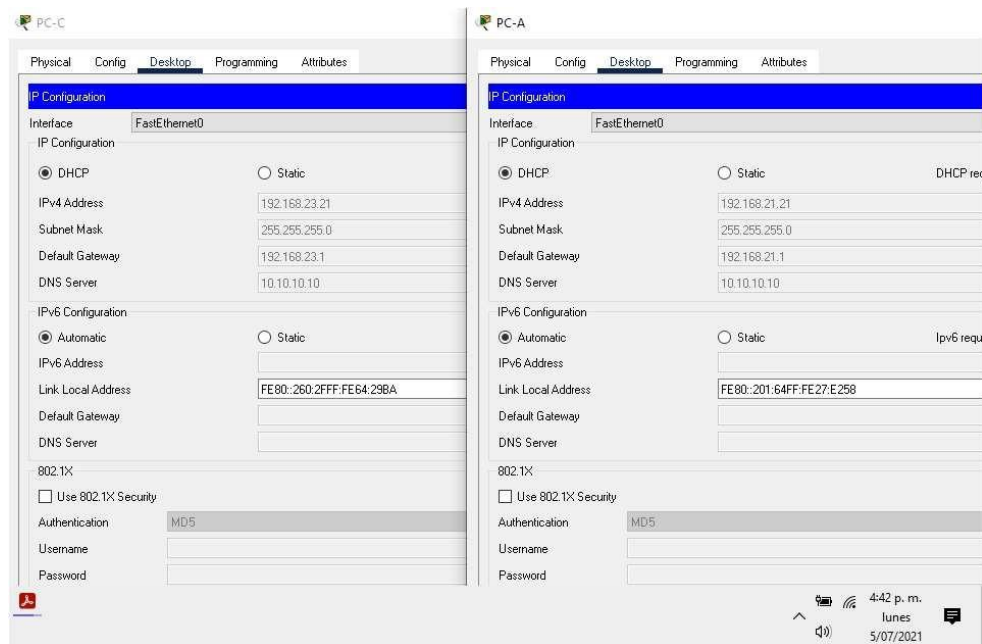 PC-C
Physical Config Desktop Programming Attributes
IP Configuration
Interface FastEthernet0
IP Configuration
DHCP Static
IPv4 Address 192.168.23.21
Subnet Mask 255.255.255.0
Default Gateway 192.168.23.1
DNS Server 10.10.10.10
IPv6 Configuration
Automatic Static
IPv6 Address
Link Local Address FE80::260:2FFF:FE64:29BA
Default Gateway
DNS Server
802.1X
Use 802.1X Security
Authentication MD5
Username
Password
PC-A
Physical Config Desktop Programming Attributes
IP Configuration
Interface FastEthernet0
IP Configuration
DHCP Static DHCP req
IPv4 Address 192.168.21.21
Subnet Mask 255.255.255.0
Default Gateway 192.168.21.1
DNS Server 10.10.10.10
IPv6 Configuration
Automatic Static Ipv6 requ
IPv6 Address
Link Local Address FE80::201:64FF:FE27:E258
Default Gateway
DNS Server
802.1X
Use 802.1X Security
Authentication MD5
Username
Password
4:42 p. m.
lunes
5/07/2021